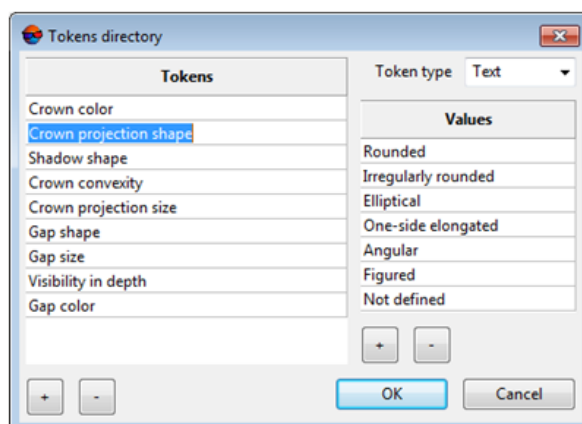 Tokens directory
Tokens
Crown color
Crown projection shape
Shadow shape
Crown convexity
Crown projection size
Gap shape
Gap size
Visibility in depth
Gap color
+ -
Token type Text
Values
Rounded
Irregularly rounded
Elliptical
One-side elongated
Angular
Figured
Not defined
+ -
OK Cancel